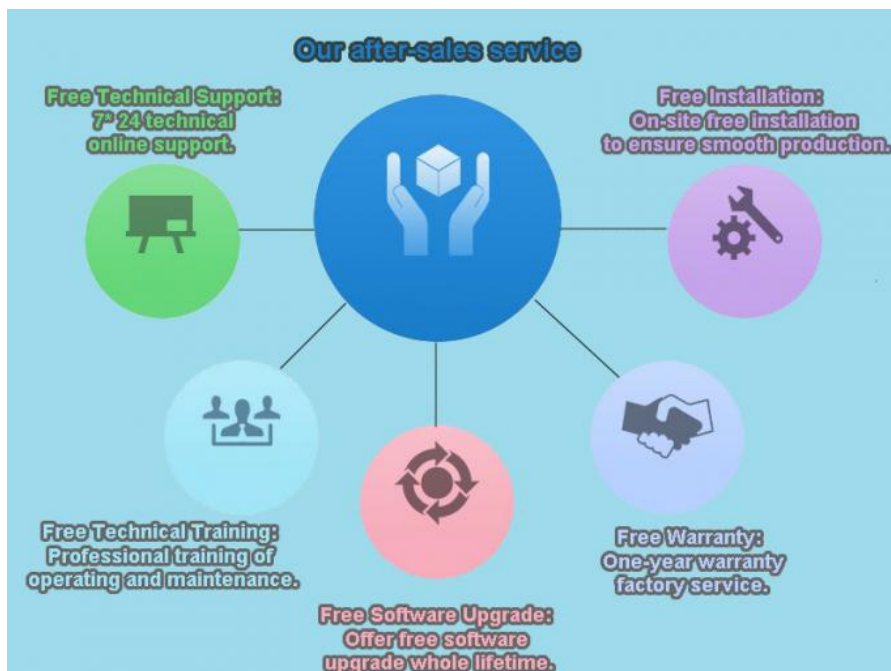 Our after-sales service
Free Technical Support:
7* 24 technical
online support.
Free Installation:
On-site free installation
to ensure smooth production.
Free Technical Training:
Professional training of
operating and maintenance.
Free Warranty:
One-year warranty
factory service.
Free Software Upgrade:
Offer free software
upgrade whole lifetime.